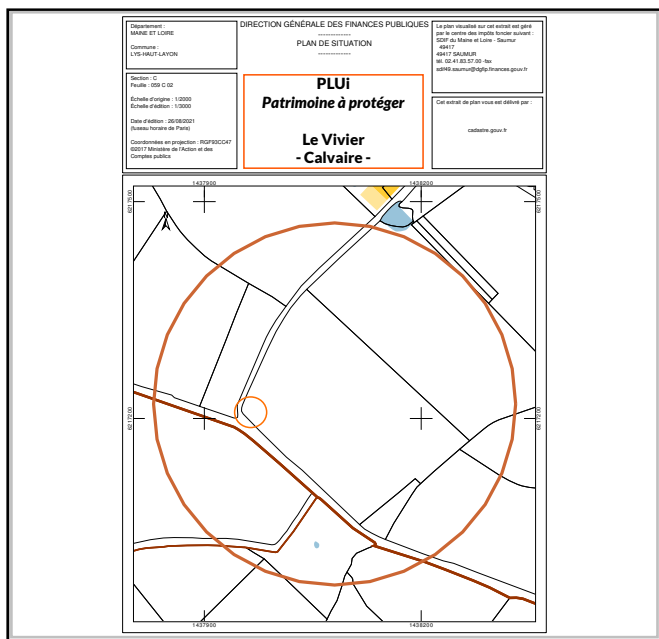 Département :
MAINE ET LOIRE
Commune :
LYS-HAUT-LAYON
Section : C
Feuille : 059 C 02
Échelle d'origine : 1/2000
Échelle d'édition : 1/3000
Date d'édition : 26/08/2021
(fuseau horaire de Paris)
Coordonnées en projection : RGF93CC47
©2017 Ministère de l'Action et des
Comptes publics
DIRECTION GÉNÉRALE DES FINANCES PUBLIQUES
-------------
PLAN DE SITUATION
-------------
PLUi
Patrimoine à protéger
Le Vivier
- Calvaire -
Le plan visualisé sur cet extrait est géré
par le centre des impôts foncier suivant :
SDIF du Maine et Loire - Saumur
49417
49417 SAUMUR
tél. 02.41.83.57.00 -fax
sdif49.saumur@dgfip.finances.gouv.fr
Cet extrait de plan vous est délivré par :
cadastre.gouv.fr
1437900
1438200
6217500
6217500
6217200
6217200
1437900
1438200